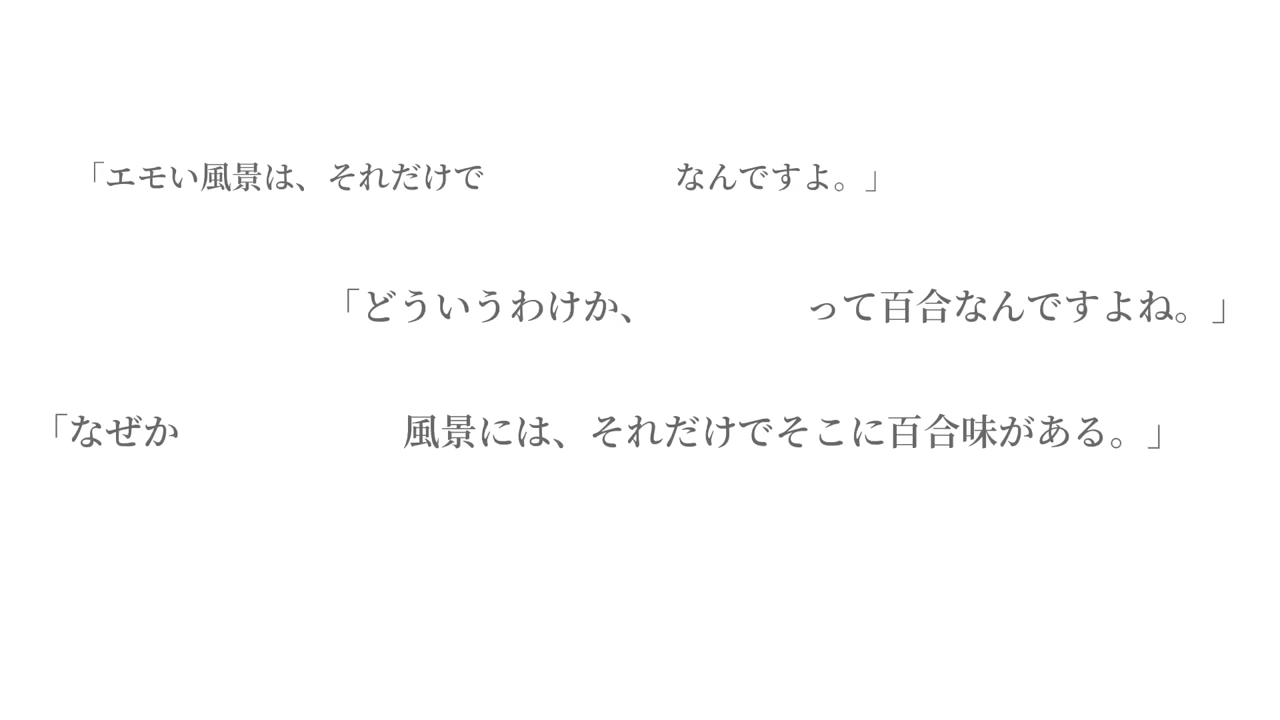 「エモい風景は、それだけで　　　　　　なんですよ。」
「どういうわけか、　　　　　って百合なんですよね。」
「なぜか　　　　　　風景には、それだけでそこに百合味がある。」